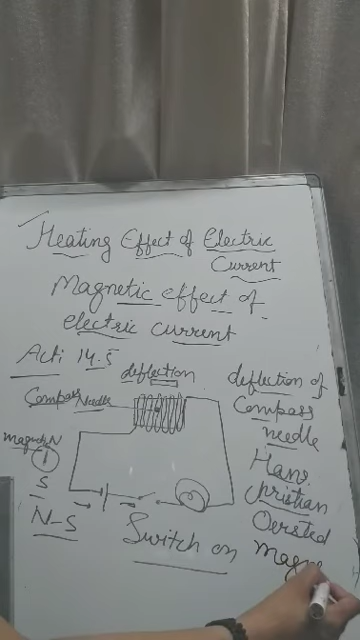 Heating Effect of Electric
Current
Magnetic effect of
electric current
Acti 14.5
deflection
Compass Needle
N
S
N-S
Switch on
deflection of
Compass
needle
Hans
Christian
Oersted
Mag